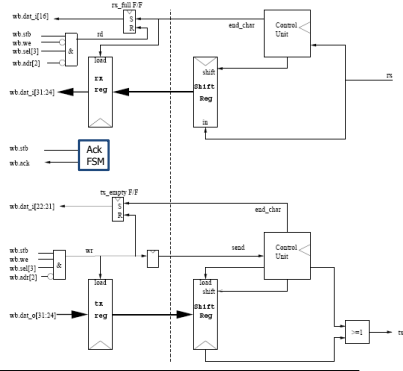 rx_full F/F
wb.dat_i[16]
S
R
end_char
Control
Unit
wb.stb
wb.we
wb.sel[3]
wb.adr[2]
&
rd
load
rx
reg
shift
Shift
Reg
in
rx
wb.dat_i[31:24]
wb.stb
wb.ack
Ack
FSM
tx_empty F/F
wb.dat_i[22:21]
S
R
end_char
wb.stb
wb.we
wb.sel[3]
wb.adr[2]
&
wr
send
Control
Unit
load
tx
reg
load
shift
Shift
Reg
wb.dat_o[31:24]
>=1